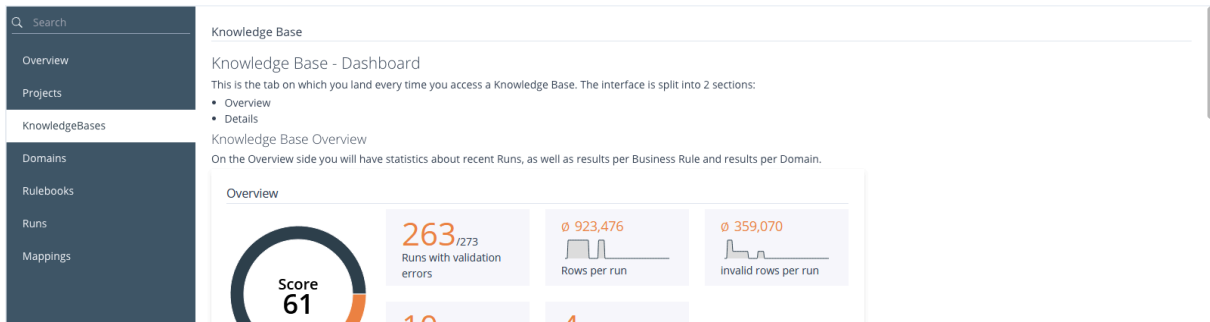 Search
Overview
Projects
KnowledgeBases
Domains
Rulebooks
Runs
Mappings
Knowledge Base
Knowledge Base - Dashboard
This is the tab on which you land every time you access a Knowledge Base. The interface is split into 2 sections:
• Overview
• Details
Knowledge Base Overview
On the Overview side you will have statistics about recent Runs, as well as results per Business Rule and results per Domain.
Overview
Score
61
263/273
Runs with validation
errors
ø 923,476
Rows per run
ø 359,070
invalid rows per run